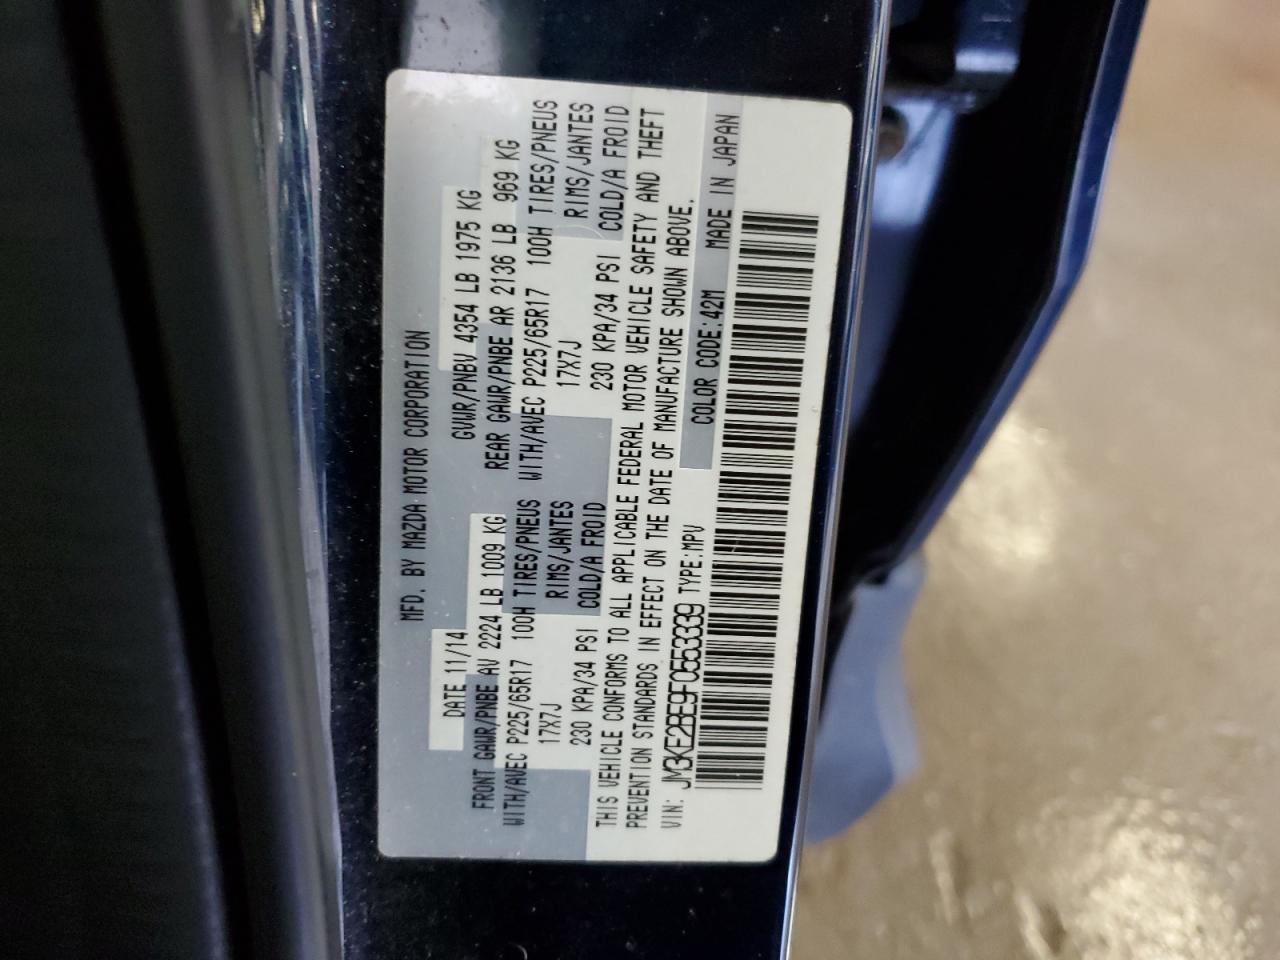 MFD. BY MAZDA MOTOR CORPORATION
DATE 11/14 GVWR/PNBV 4354 LB 1975 KG
FRONT GAWR/PNBE AV 2224 LB 1009 KG REAR GAWR/PNBE AR 2136 LB 969 KG
WITH/AVEC P225/65R17 100H TIRES/PNEUS WITH/AVEC P225/65R17 100H TIRES/PNEUS
17X7J RIMS/JANTES 17X7J RIMS/JANTES
230 KPA/34 PSI COLD/A FROID 230 KPA/34 PSI COLD/A FROID
THIS VEHICLE CONFORMS TO ALL APPLICABLE FEDERAL MOTOR VEHICLE SAFETY AND THEFT
PREVENTION STANDARDS IN EFFECT ON THE DATE OF MANUFACTURE SHOWN ABOVE.
VIN: JM3KE2BE9F0553339 TYPE:MPV COLOR CODE:42M MADE IN JAPAN